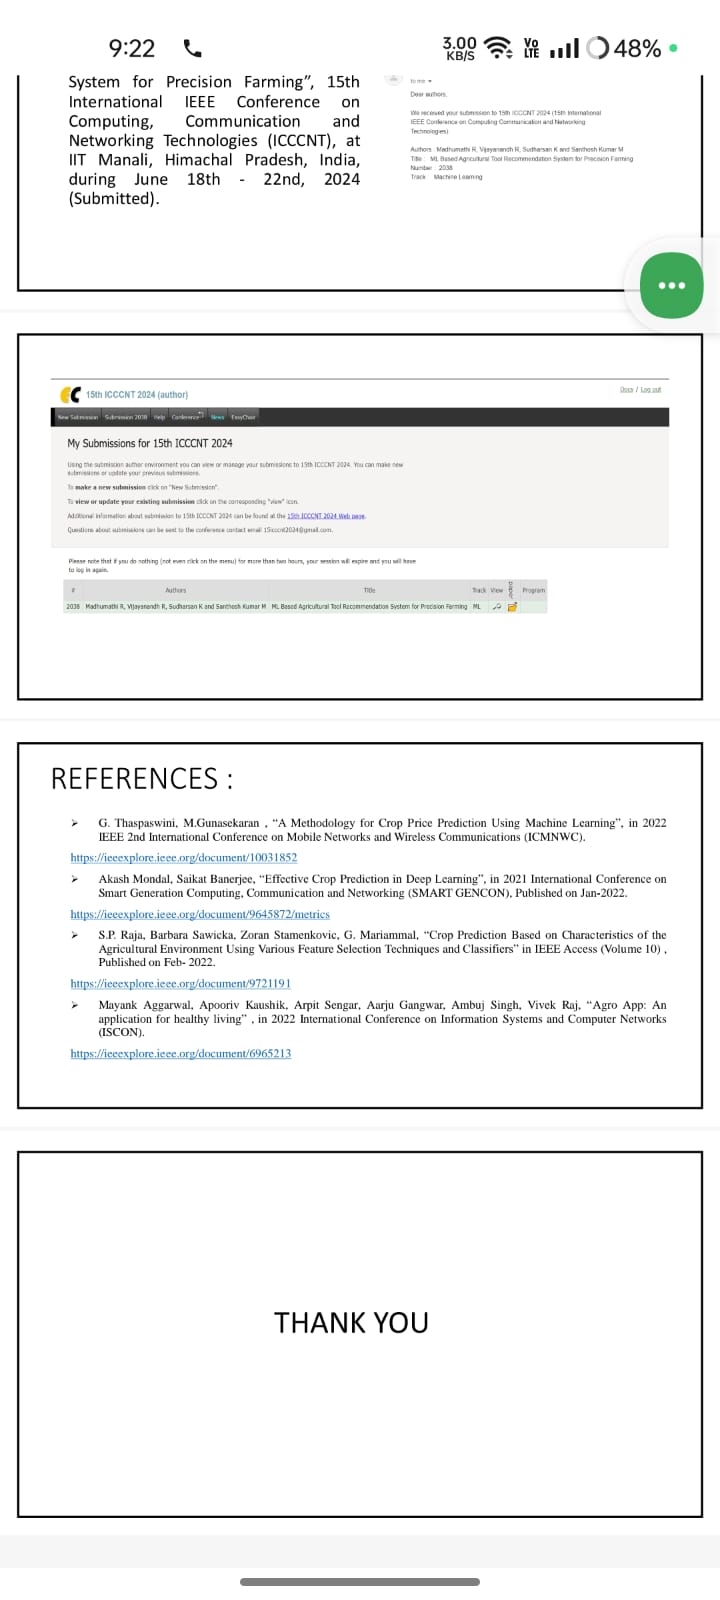 9:22
3.00 KB/S
Vo LTE
48%
System for Precision Farming”, 15th
International IEEE Conference on
Computing, Communication and
Networking Technologies (ICCCNT), at
IIT Manali, Himachal Pradesh, India,
during June 18th - 22nd, 2024
(Submitted).
to me
Dear authors,
We received your submission to 15th ICCCNT 2024 (15th International
IEEE Conference on Computing Communication and Networking
Technologies)
Authors Madhumathi R, Vijayanandh R, Sudharsan K and Santhosh Kumar M
Title ML Based Agricultural Tool Recommendation System for Precision Farming
Number 2038
Track Machine Learning
15th ICCCNT 2024 (author)
Docs / Log out
New Submission Submission 2038 Help Conference News EasyChair
My Submissions for 15th ICCCNT 2024
Using the submission author environment you can view or manage your submissions to 15th ICCCNT 2024. You can make new
submissions or update your previous submissions.
To make a new submission click on "New Submission".
To view or update your existing submission click on the corresponding "view" icon.
Additional information about submission to 15th ICCCNT 2024 can be found at the 15th ICCCNT 2024 Web page.
Questions about submissions can be sent to the conference contact email 15icccnt2024@gmail.com.
Please note that if you do nothing (not even click on the menu) for more than two hours, your session will expire and you will have
to log in again.
# Authors Title Track View Paper Program
2038 Madhumathi R, Vijayanandh R, Sudharsan K and Santhosh Kumar M ML Based Agricultural Tool Recommendation System for Precision Farming ML
REFERENCES :
➢ G. Thaspaswini, M.Gunasekaran , “A Methodology for Crop Price Prediction Using Machine Learning”, in 2022
IEEE 2nd International Conference on Mobile Networks and Wireless Communications (ICMNWC).
https://ieeexplore.ieee.org/document/10031852
➢ Akash Mondal, Saikat Banerjee, “Effective Crop Prediction in Deep Learning”, in 2021 International Conference on
Smart Generation Computing, Communication and Networking (SMART GENCON), Published on Jan-2022.
https://ieeexplore.ieee.org/document/9645872/metrics
➢ S.P. Raja, Barbara Sawicka, Zoran Stamenkovic, G. Mariammal, “Crop Prediction Based on Characteristics of the
Agricultural Environment Using Various Feature Selection Techniques and Classifiers” in IEEE Access (Volume 10) ,
Published on Feb- 2022.
https://ieeexplore.ieee.org/document/9721191
➢ Mayank Aggarwal, Apooriv Kaushik, Arpit Sengar, Aarju Gangwar, Ambuj Singh, Vivek Raj, “Agro App: An
application for healthy living” , in 2022 International Conference on Information Systems and Computer Networks
(ISCON).
https://ieeexplore.ieee.org/document/6965213
THANK YOU